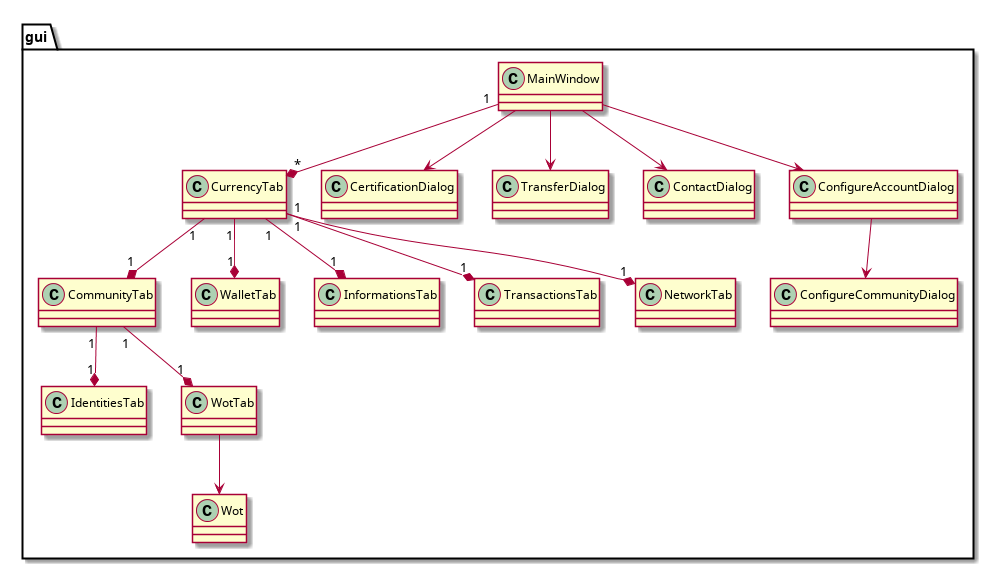 gui
C MainWindow
1
*
C CurrencyTab
C CertificationDialog
C TransferDialog
C ContactDialog
C ConfigureAccountDialog
1
1
1
1
1
1
1
1
1
1
C CommunityTab
C WalletTab
C InformationsTab
C TransactionsTab
C NetworkTab
C ConfigureCommunityDialog
1
1
1
1
C IdentitiesTab
C WotTab
C Wot